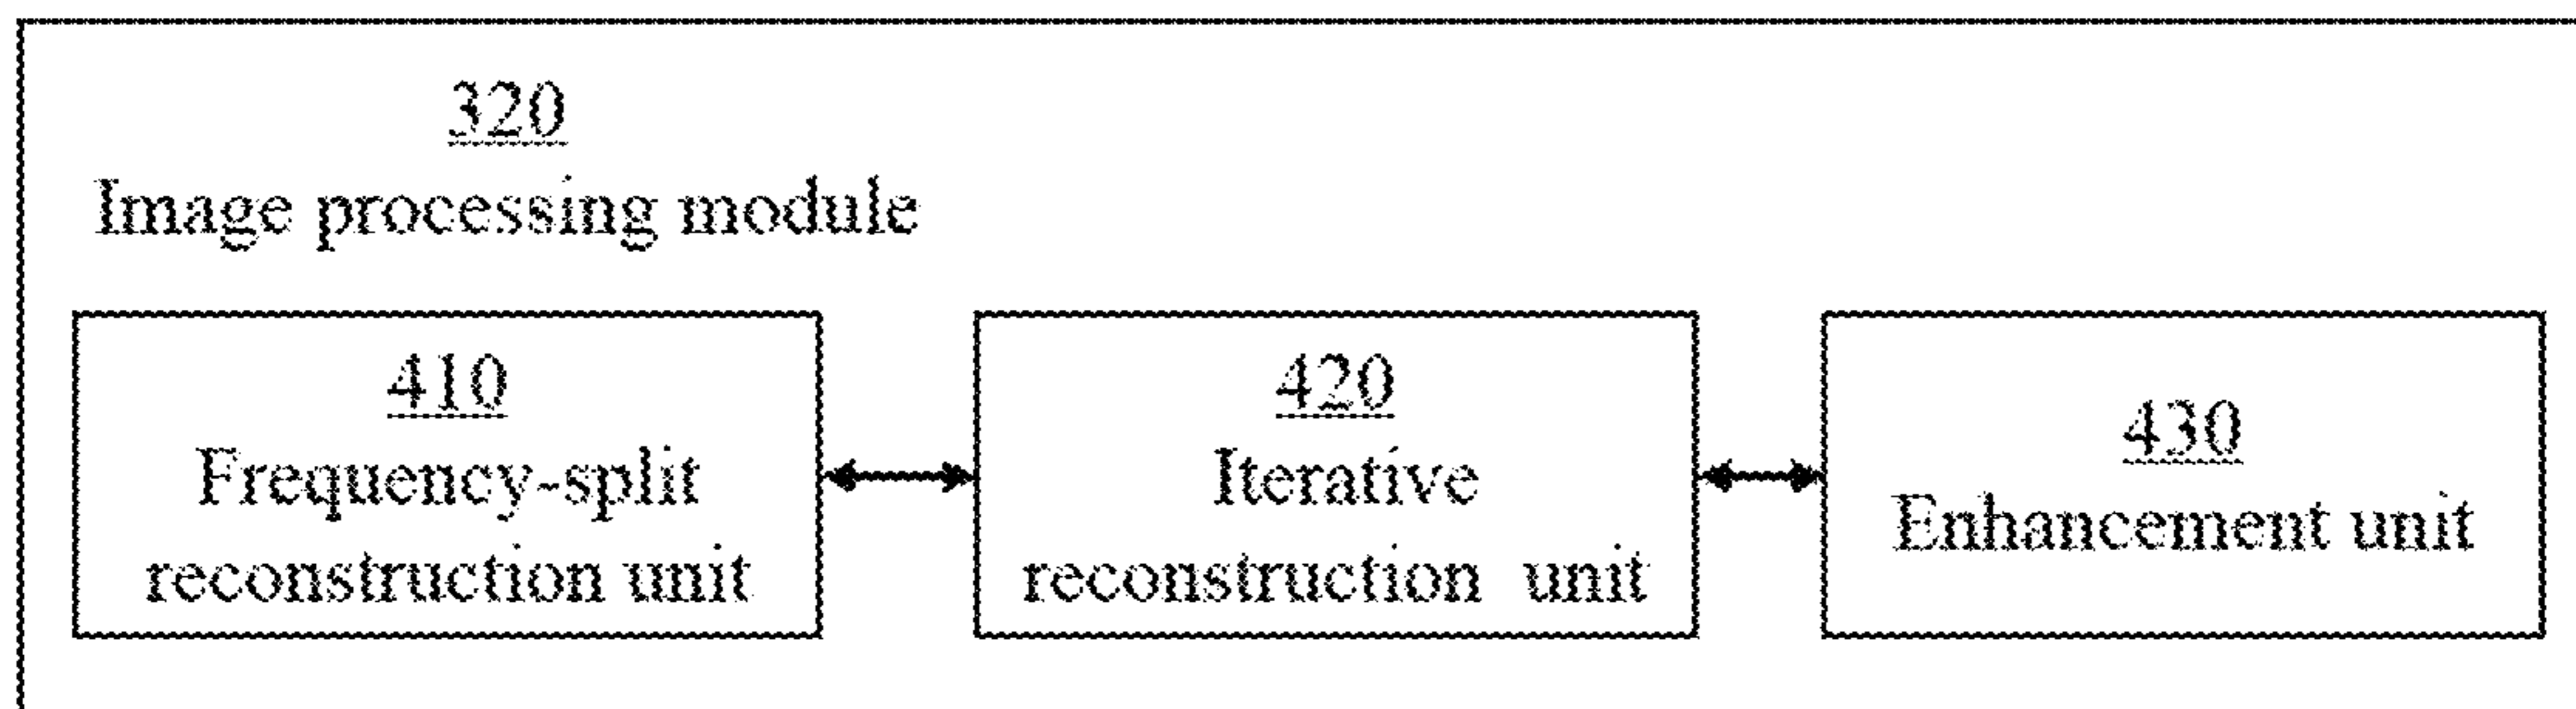 320
Image processing module
410
Frequency-split
reconstruction unit
420
Iterative
reconstruction unit
430
Enhancement unit